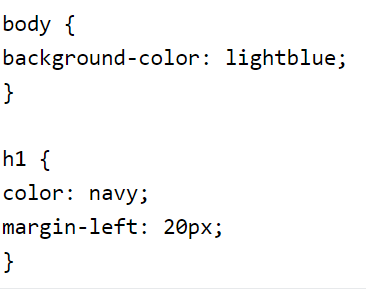 body {
background-color: lightblue;
}

h1 {
color: navy;
margin-left: 20px;
}